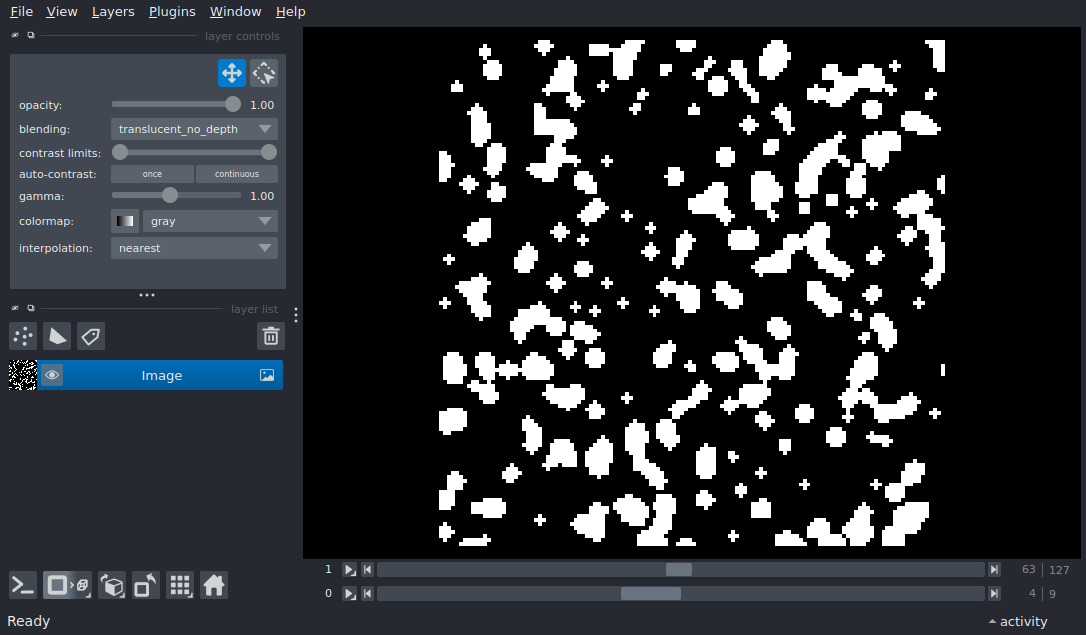 File View Layers Plugins Window Help
layer controls
opacity: 1.00
blending: translucent_no_depth
contrast limits:
auto-contrast: once continuous
gamma: 1.00
colormap: gray
interpolation: nearest
layer list
Image
1 63 127
0 4 9
Ready activity